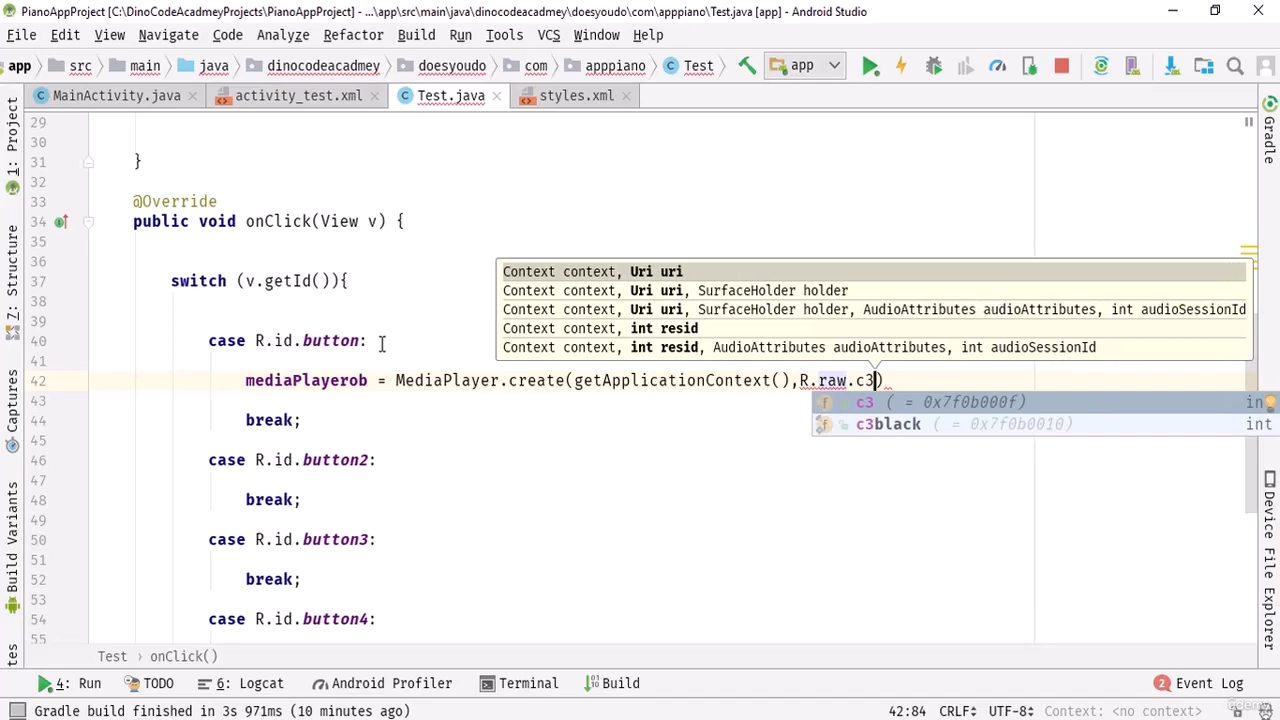 PianoAppProject [C:\DinoCodeAcadmeyProjects\PianoAppProject] - ...\app\src\main\java\dinocodeacadmey\doesyoudo\com\apppiano\Test.java [app] - Android Studio
File Edit View Navigate Code Analyze Refactor Build Run Tools VCS Window Help
app src main java dinocodeacadmey doesyoudo com apppiano Test app
MainActivity.java activity_test.xml Test.java styles.xml
29
30
31 }
32
33 @Override
34 public void onClick(View v) {
35
36
37 switch (v.getId()){
38
39
40 case R.id.button:
41
42 mediaPlayerob = MediaPlayer.create(getApplicationContext(),R.raw.c3)
43
44 break;
45
46 case R.id.button2:
47
48 break;
49
50 case R.id.button3:
51
52 break;
53
54 case R.id.button4:
55
Context context, Uri uri
Context context, Uri uri, SurfaceHolder holder
Context context, Uri uri, SurfaceHolder holder, AudioAttributes audioAttributes, int audioSessionId
Context context, int resid
Context context, int resid, AudioAttributes audioAttributes, int audioSessionId
c3 ( = 0x7f0b000f) in
c3black ( = 0x7f0b0010) int
1: Project
7: Structure
Captures
Build Variants
tes
Gradle
Device File Explorer
Test onClick()
4: Run TODO 6: Logcat Android Profiler Terminal Build 2 Event Log
Gradle build finished in 3s 971ms (10 minutes ago) 42:84 CRLF UTF-8 Context: <no context>